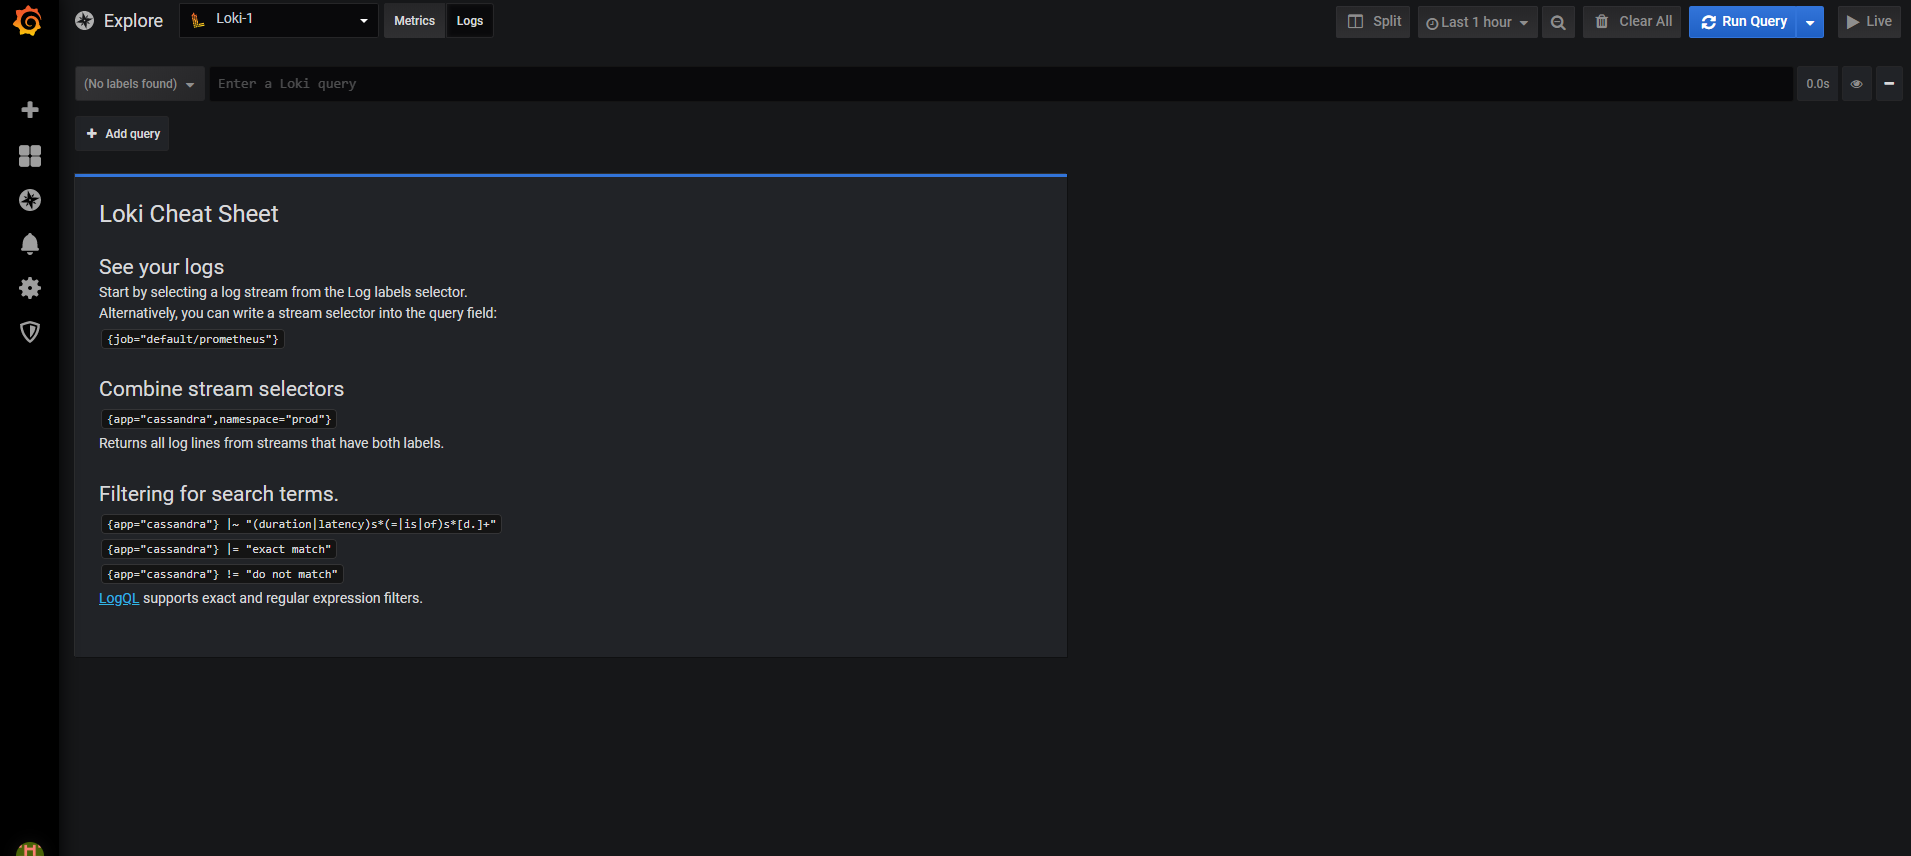 Explore
Loki-1
Metrics
Logs
Split
Last 1 hour
Clear All
Run Query
Live
(No labels found)
Enter a Loki query
0.0s
Add query
Loki Cheat Sheet
See your logs
Start by selecting a log stream from the Log labels selector.
Alternatively, you can write a stream selector into the query field:
{job="default/prometheus"}
Combine stream selectors
{app="cassandra",namespace="prod"}
Returns all log lines from streams that have both labels.
Filtering for search terms.
{app="cassandra"} |~ "(duration|latency)s*(=|is|of)s*[d.]+"
{app="cassandra"} |= "exact match"
{app="cassandra"} != "do not match"
LogQL supports exact and regular expression filters.